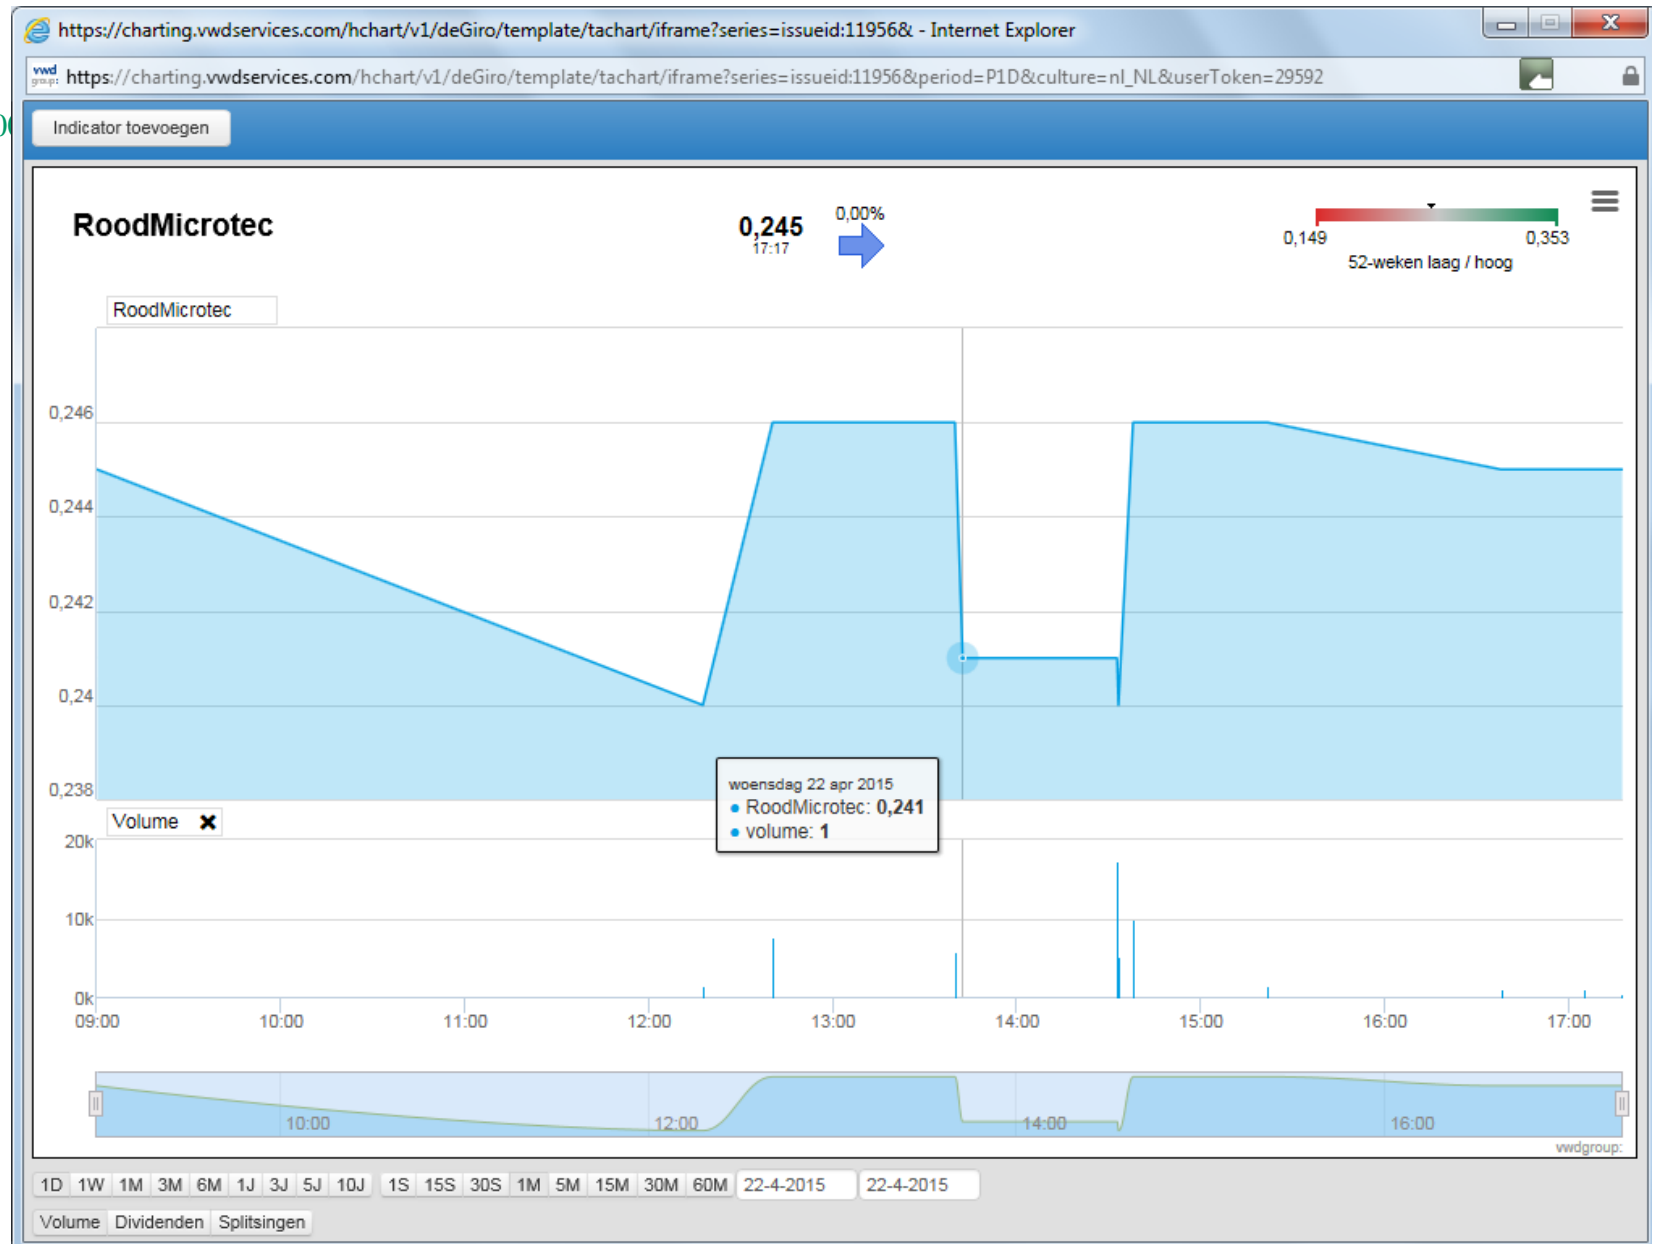 https://charting.vwdservices.com/hchart/v1/deGiro/template/tachart/iframe?series=issueid:11956& - Internet Explorer
vwd group: https://charting.vwdservices.com/hchart/v1/deGiro/template/tachart/iframe?series=issueid:11956&period=P1D&culture=nl_NL&userToken=29592
Indicator toevoegen
RoodMicrotec
0,245
17:17
0,00%
0,149 0,353
52-weken laag / hoog
RoodMicrotec
0,246
0,244
0,242
0,24
0,238
woensdag 22 apr 2015
RoodMicrotec: 0,241
volume: 1
Volume
20k
10k
0k
09:00 10:00 11:00 12:00 13:00 14:00 15:00 16:00 17:00
10:00 12:00 14:00 16:00
vwdgroup:
1D 1W 1M 3M 6M 1J 3J 5J 10J 1S 15S 30S 1M 5M 15M 30M 60M 22-4-2015 22-4-2015
Volume Dividenden Splitsingen